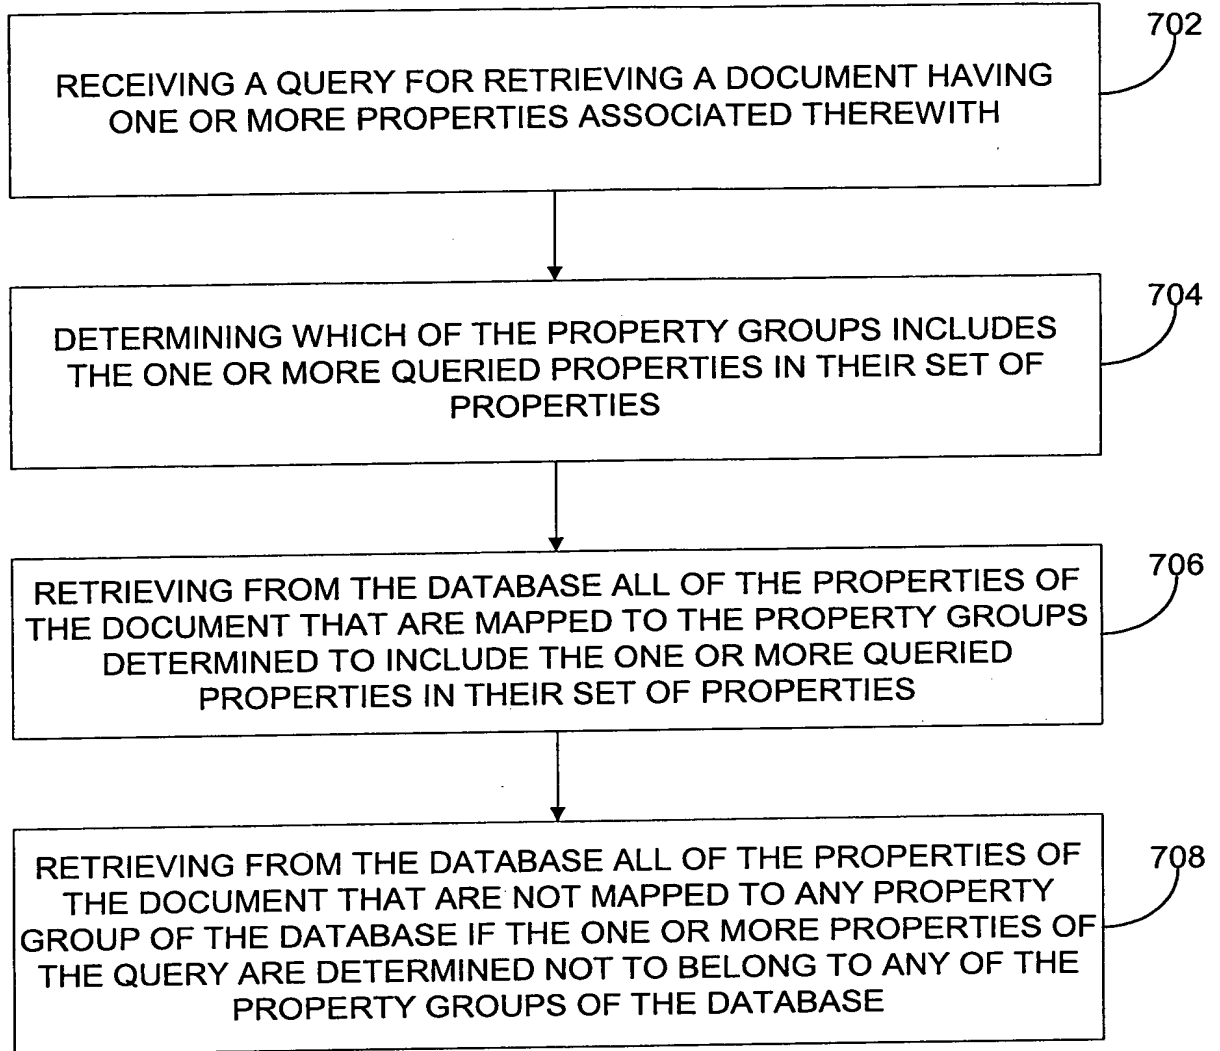 702
RECEIVING A QUERY FOR RETRIEVING A DOCUMENT HAVING
ONE OR MORE PROPERTIES ASSOCIATED THEREWITH
704
DETERMINING WHICH OF THE PROPERTY GROUPS INCLUDES
THE ONE OR MORE QUERIED PROPERTIES IN THEIR SET OF
PROPERTIES
706
RETRIEVING FROM THE DATABASE ALL OF THE PROPERTIES OF
THE DOCUMENT THAT ARE MAPPED TO THE PROPERTY GROUPS
DETERMINED TO INCLUDE THE ONE OR MORE QUERIED
PROPERTIES IN THEIR SET OF PROPERTIES
708
RETRIEVING FROM THE DATABASE ALL OF THE PROPERTIES OF
THE DOCUMENT THAT ARE NOT MAPPED TO ANY PROPERTY
GROUP OF THE DATABASE IF THE ONE OR MORE PROPERTIES OF
THE QUERY ARE DETERMINED NOT TO BELONG TO ANY OF THE
PROPERTY GROUPS OF THE DATABASE